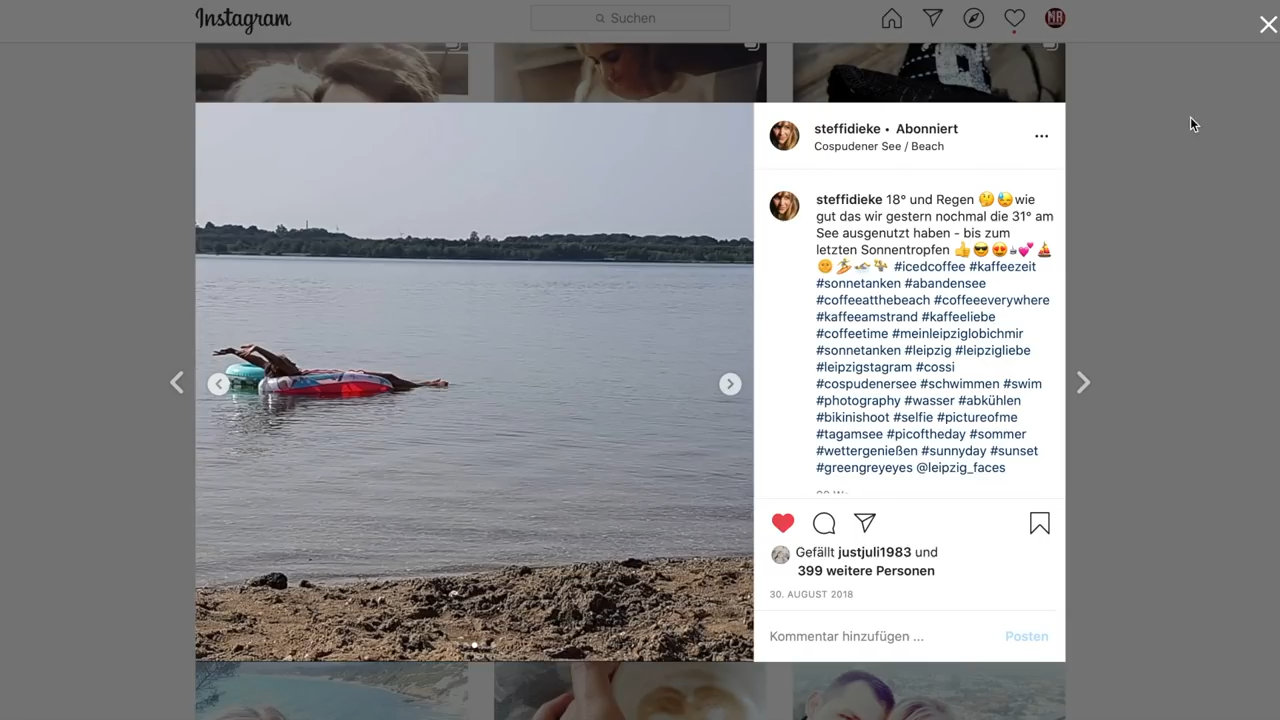 Instagram
Suchen
MR
steffidieke • Abonniert
Cospudener See / Beach
steffidieke 18° und Regen 🤔😓wie
gut das wir gestern nochmal die 31° am
See ausgenutzt haben - bis zum
letzten Sonnentropfen 👍😎😍☕💕⛵
🌞🏄🏊🤸 #icedcoffee #kaffeezeit
#sonnetanken #abandensee
#coffeeatthebeach #coffeeeverywhere
#kaffeeamstrand #kaffeeliebe
#coffeetime #meinleipziglobichmir
#sonnetanken #leipzig #leipzigliebe
#leipzigstagram #cossi
#cospudenersee #schwimmen #swim
#photography #wasser #abkühlen
#bikinishoot #selfie #pictureofme
#tagamsee #picoftheday #sommer
#wettergenießen #sunnyday #sunset
#greengreyeyes @leipzig_faces
Gefällt justjuli1983 und
399 weitere Personen
30. AUGUST 2018
Kommentar hinzufügen ...
Posten